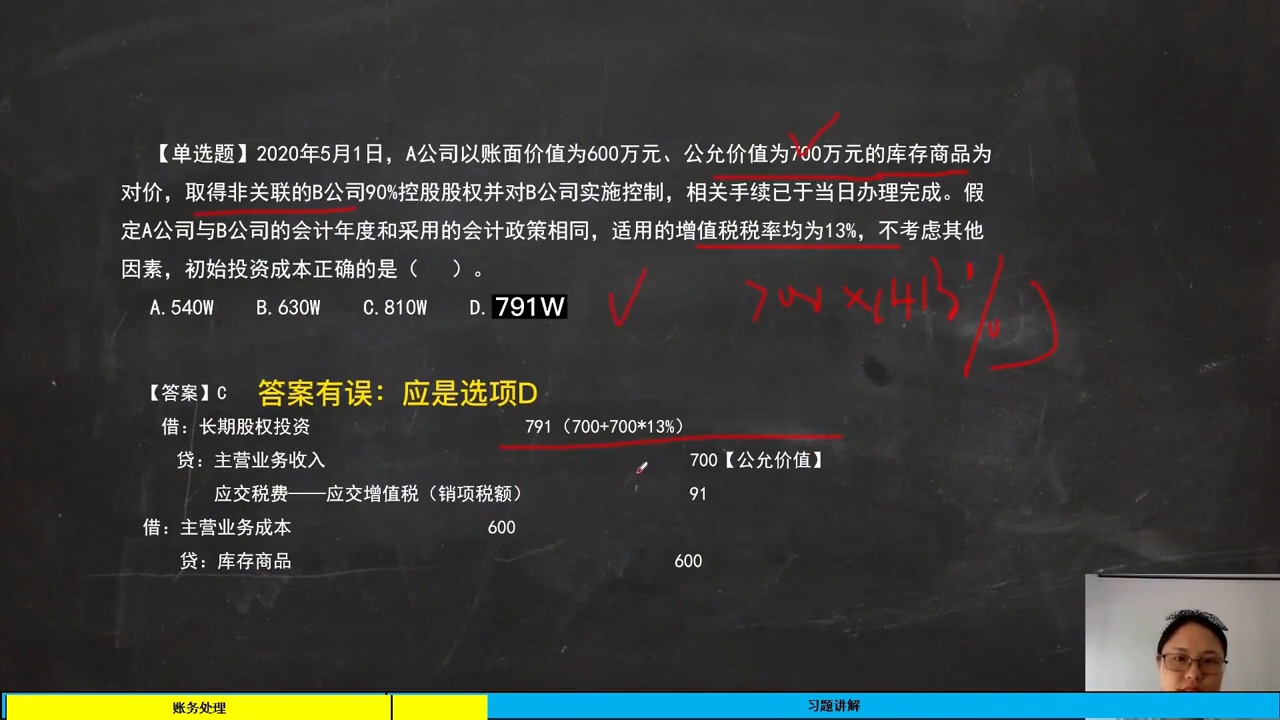 【单选题】2020年5月1日，A公司以账面价值为600万元、公允价值为700万元的库存商品为
对价，取得非关联的B公司90%控股股权并对B公司实施控制，相关手续已于当日办理完成。假
定A公司与B公司的会计年度和采用的会计政策相同，适用的增值税税率均为13%，不考虑其他
因素，初始投资成本正确的是（ ）。
A.540W B.630W C.810W D.791W
【答案】C 答案有误：应是选项D
借：长期股权投资 791（700+700*13%）
贷：主营业务收入 700【公允价值】
应交税费——应交增值税（销项税额） 91
借：主营业务成本 600
贷：库存商品 600
账务处理 习题讲解